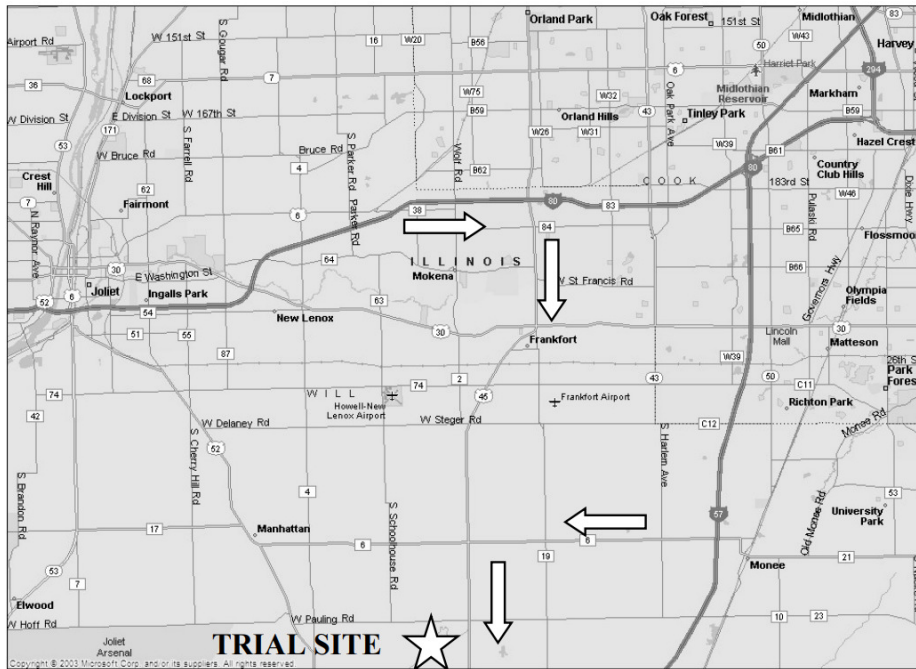 Orland Park
Oak Forest
151st St
Midlothian
Airport Rd
W 151st St
S Gougar Rd
16
W20
B56
50
W43
83
Harvey
36
68
7
6
Harriet Park
294
Lockport
W75
Midlothian
Reservoir
Markham
E Division St
W 167th St
B59
W32
43
Oak Park Ave
B59
W Division St
171
Orland Hills
Tinley Park
53
S Farrell Rd
S Parker Rd
W26
W31
W39
Hazel Crest
W Bruce Rd
Bruce Rd
Wolf Rd
B62
B61
Country
Club Hills
Crest
Hill
62
4
COOK
80
183rd St
W46
7
Fairmont
6
38
80
83
Pulaski Rd
Dixie Hwy
N Raynor Ave
S Parker Rd
84
B65
Flossmoor
30
E Washington St
64
ILLINOIS
Mokena
W St Francis Rd
B66
Governors Hwy
Olympia
Fields
Joliet
Ingalls Park
63
52
6
54
New Lenox
30
Lincoln
Mall
30
51
55
Frankfort
Matteson
87
W39
26th St
Park
Forest
74
WILL
74
2
43
50
C11
42
Howell-New
Lenox Airport
45
Frankfort Airport
Richton Park
W Delaney Rd
W Steger Rd
C12
Monee Rd
52
S Brandon Rd
S Cherry Hill Rd
4
S Schoolhouse Rd
S Harlem Ave
57
Old Monee Rd
53
University
Park
17
Manhattan
6
6
19
21
Monee
53
7
Elwood
W Hoff Rd
W Pauling Rd
10
23
Joliet
Arsenal
TRIAL SITE
Copyright © 2003 Microsoft Corp. and/or its suppliers. All rights reserved.